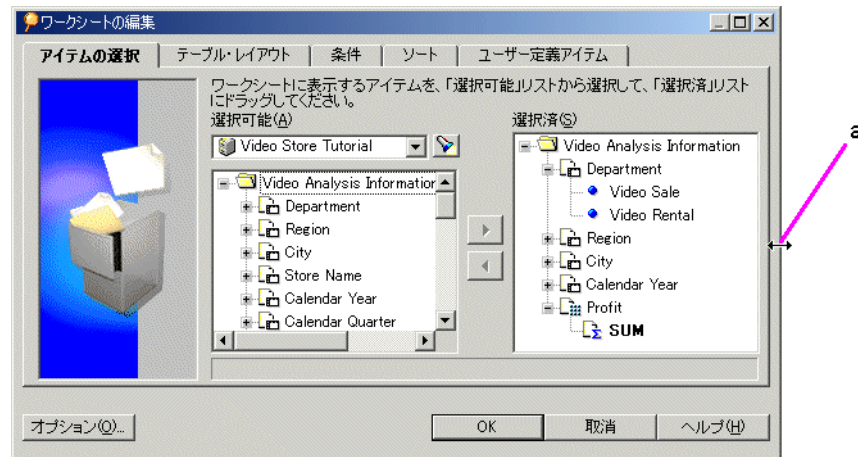 ワークシートの編集
アイテムの選択
テーブル・レイアウト
条件
ソート
ユーザー定義アイテム
ワークシートに表示するアイテムを、「選択可能」リストから選択して、「選択済」リスト
にドラッグしてください。
選択可能(A)
Video Store Tutorial
Video Analysis Information
Department
Region
City
Store Name
Calendar Year
Calendar Quarter
選択済(S)
Video Analysis Information
Department
Video Sale
Video Rental
Region
City
Calendar Year
Profit
SUM
a
オプション(O)...
OK
取消
ヘルプ(H)